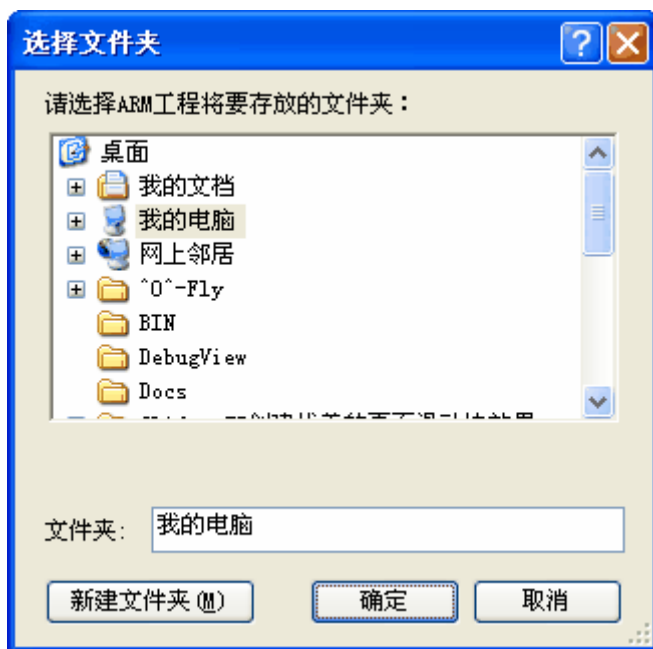 选择文件夹
请选择ARM工程将要存放的文件夹：
桌面
我的文档
我的电脑
网上邻居
^O^-Fly
BIN
DebugView
Docs
文件夹: 我的电脑
新建文件夹(M) 确定 取消